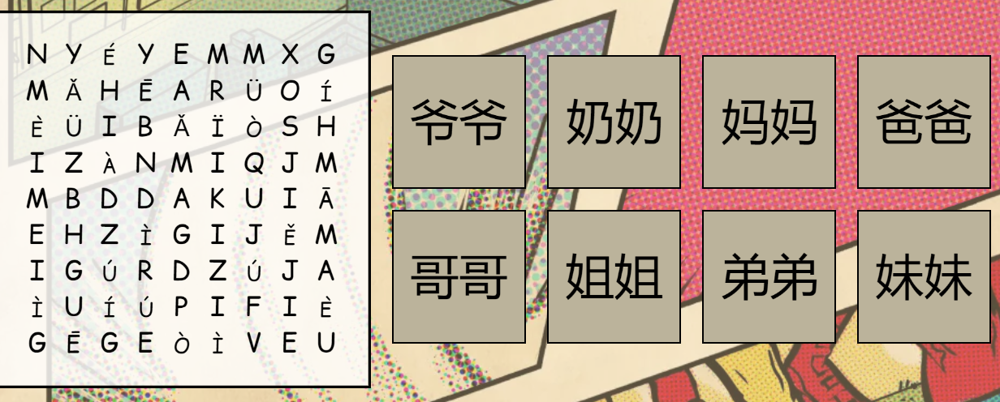 N Y É Y E M M X G
M Ǎ H Ē A R Ü O Í
È Ü I B Ǎ Ï Ò S H
I Z À N M I Q J M
M B D D A K U I Ā
E H Z Ì G I J Ě M
I G Ú R D Z Ú J A
Ì U Í Ú P I F I È
G Ē G E Ò Ì V E U
爷爷 奶奶 妈妈 爸爸
哥哥 姐姐 弟弟 妹妹